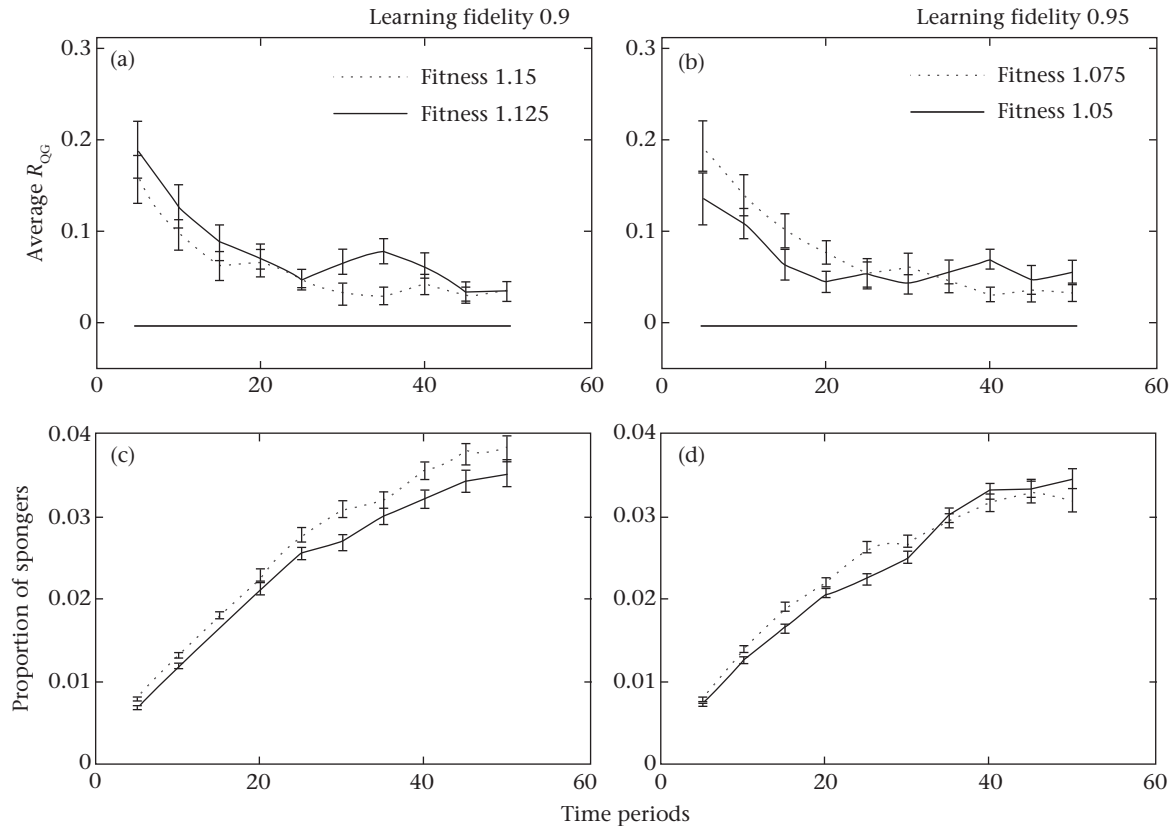 Learning fidelity 0.9
Learning fidelity 0.95
(a)
Fitness 1.15
Fitness 1.125
(b)
Fitness 1.075
Fitness 1.05
Average R_QG
0.3
0.2
0.1
0
0 20 40 60
0.3
0.2
0.1
0
0 20 40 60
(c)
(d)
Proportion of spongers
0.04
0.03
0.02
0.01
0
0 20 40 60
0.04
0.03
0.02
0.01
0
0 20 40 60
Time periods